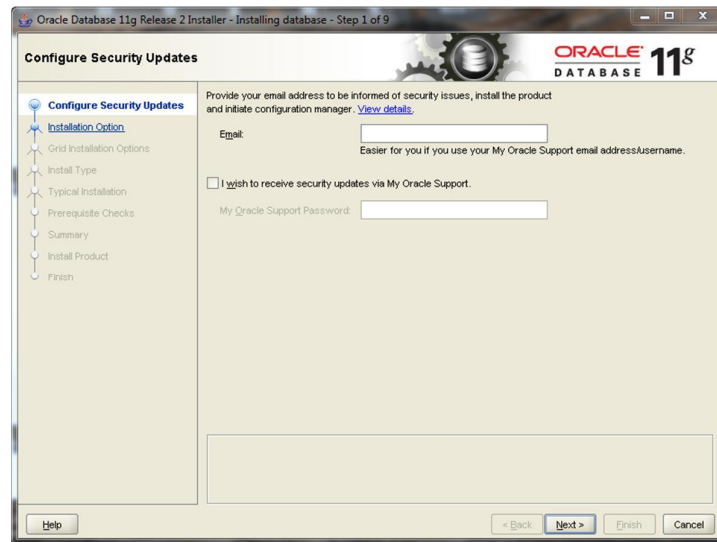 Oracle Database 11g Release 2 Installer - Installing database - Step 1 of 9
Configure Security Updates
ORACLE
DATABASE
11g
Configure Security Updates
Installation Option
Grid Installation Options
Install Type
Typical Installation
Prerequisite Checks
Summary
Install Product
Finish
Provide your email address to be informed of security issues, install the product
and initiate configuration manager. View details.
Email:
Easier for you if you use your My Oracle Support email address/username.
I wish to receive security updates via My Oracle Support.
My Oracle Support Password:
Help
< Back
Next >
Finish
Cancel